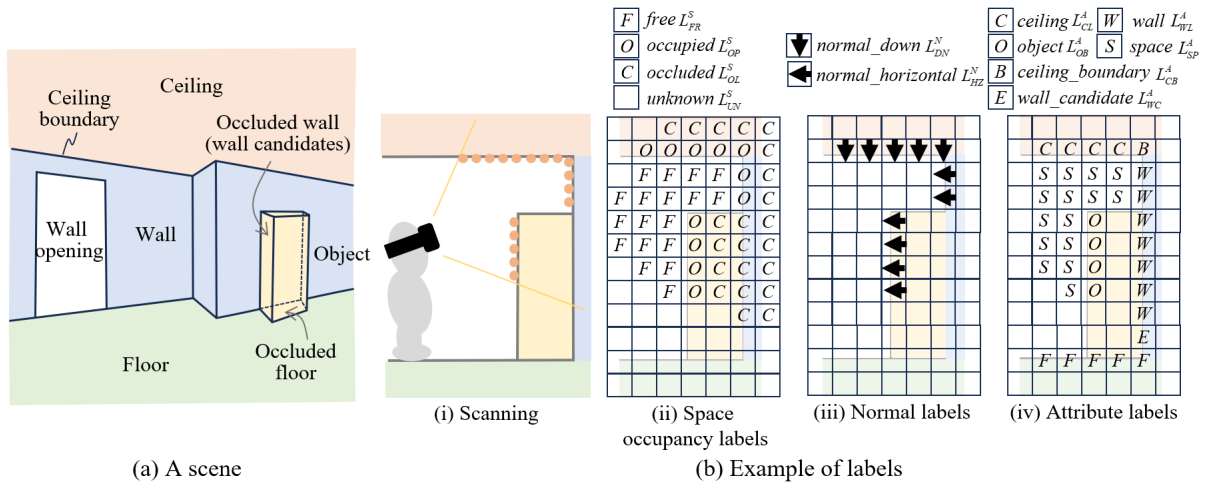 Ceiling
Ceiling
boundary
Occluded wall
(wall candidates)
Wall
opening
Wall
Object
Floor
Occluded
floor
(a) A scene
F free L^S_FR
O occupied L^S_OP
C occluded L^S_OL
unknown L^S_UN
normal_down L^N_DN
normal_horizontal L^N_HZ
C ceiling L^A_CL W wall L^A_WL
O object L^A_OB S space L^A_SP
B ceiling_boundary L^A_CB
E wall_candidate L^A_WC
C C C C C
O O O O O C
F F F F O C
F F F F F O C
F F F O C C C
F F F O C C C
F F O C C C
F O C C C
C C
C C C C B
S S S S W
S S S S W
S S O W
S S O W
S S O W
S O W
W
E
F F F F F
(i) Scanning
(ii) Space
occupancy labels
(iii) Normal labels
(iv) Attribute labels
(b) Example of labels